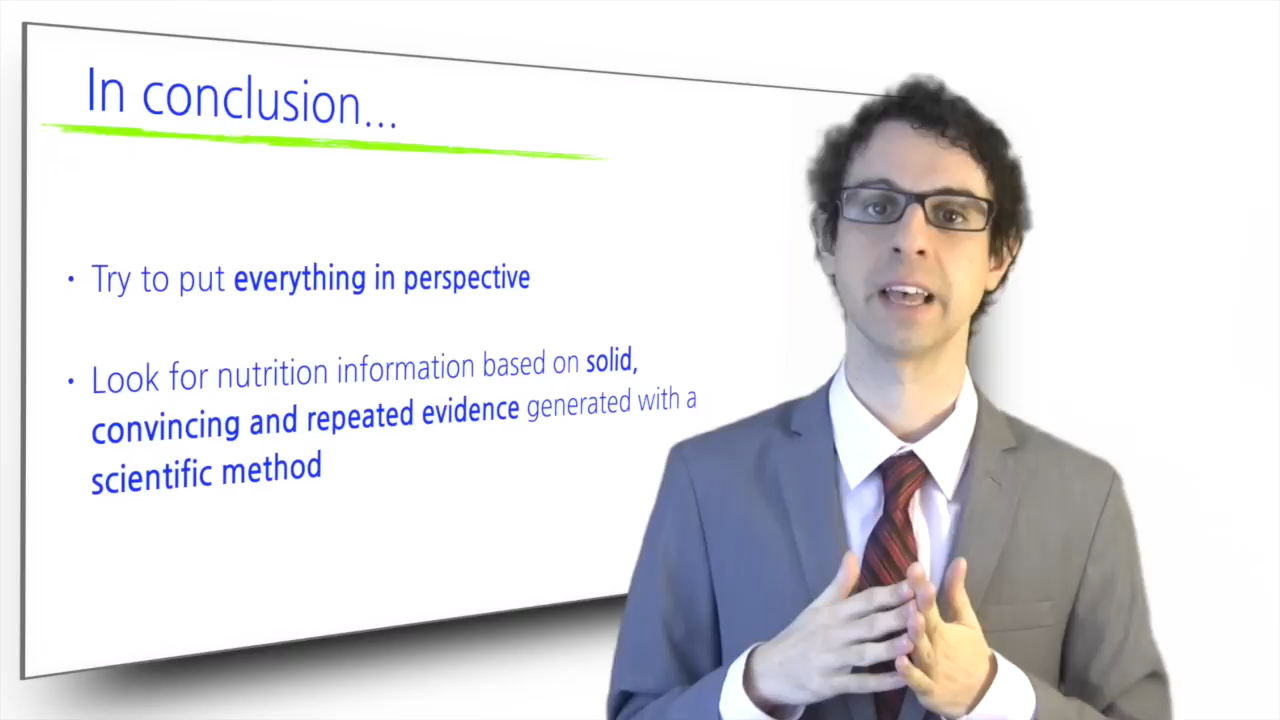 In conclusion...
• Try to put everything in perspective
• Look for nutrition information based on solid,
convincing and repeated evidence generated with a
scientific method